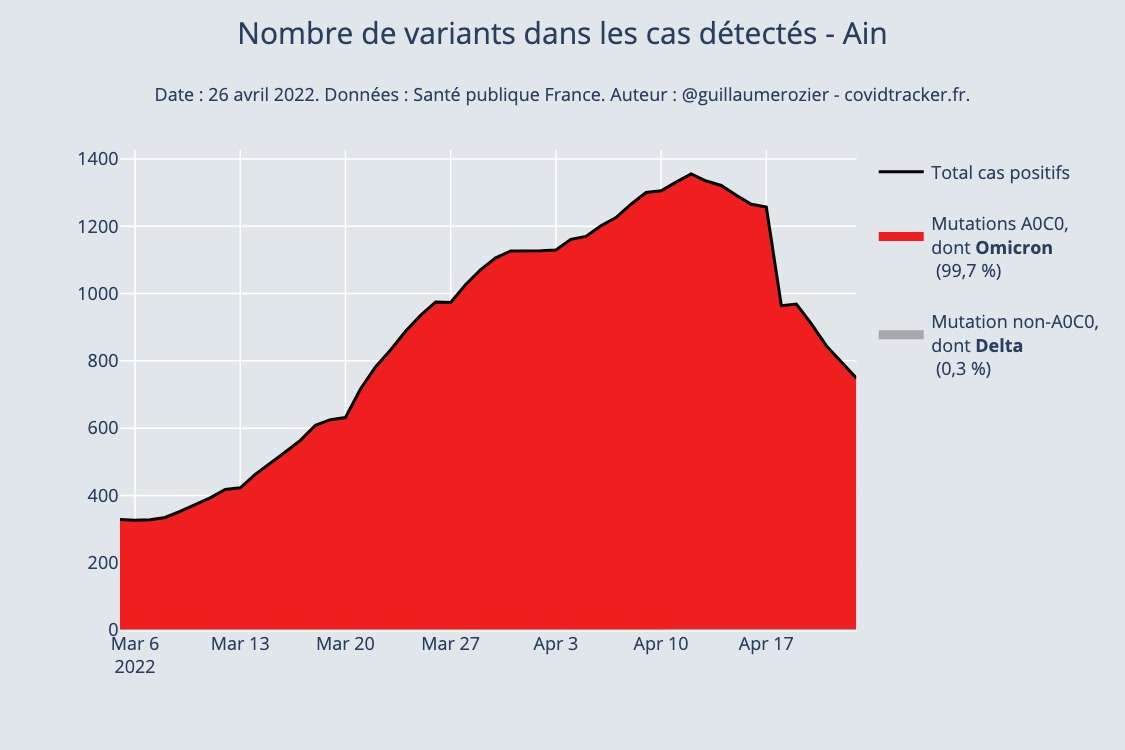 Nombre de variants dans les cas détectés - Ain
Date : 26 avril 2022. Données : Santé publique France. Auteur : @guillaumerozier - covidtracker.fr.
1400
1200
1000
800
600
400
200
0
Mar 6
2022
Mar 13
Mar 20
Mar 27
Apr 3
Apr 10
Apr 17
Total cas positifs
Mutations A0C0,
dont Omicron
(99,7 %)
Mutation non-A0C0,
dont Delta
(0,3 %)